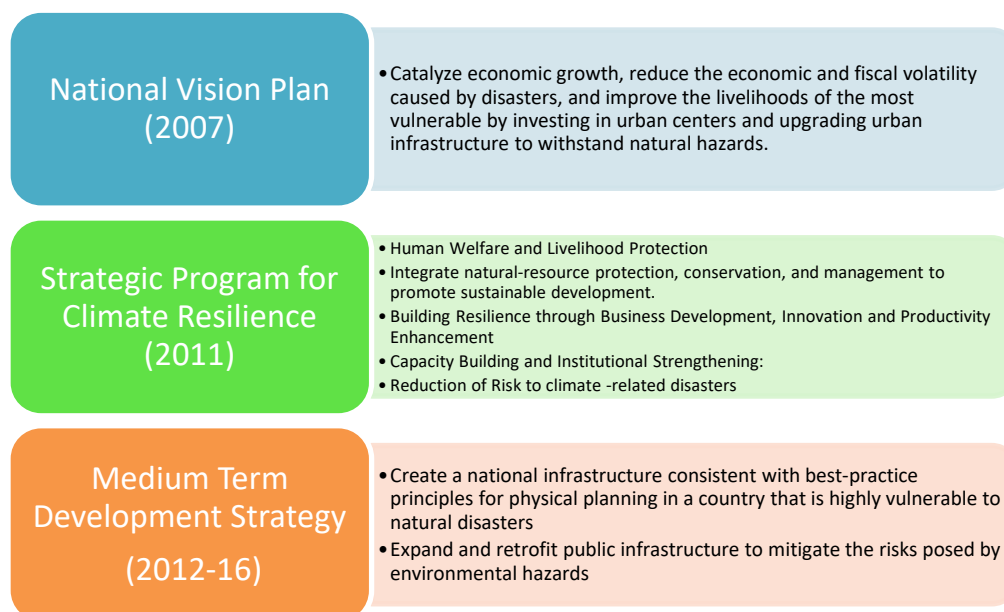 National Vision Plan
(2007)
•Catalyze economic growth, reduce the economic and fiscal volatility
caused by disasters, and improve the livelihoods of the most
vulnerable by investing in urban centers and upgrading urban
infrastructure to withstand natural hazards.
Strategic Program for
Climate Resilience
(2011)
•Human Welfare and Livelihood Protection
•Integrate natural-resource protection, conservation, and management to
promote sustainable development.
•Building Resilience through Business Development, Innovation and Productivity
Enhancement
•Capacity Building and Institutional Strengthening:
•Reduction of Risk to climate -related disasters
Medium Term
Development Strategy
(2012-16)
•Create a national infrastructure consistent with best-practice
principles for physical planning in a country that is highly vulnerable to
natural disasters
•Expand and retrofit public infrastructure to mitigate the risks posed by
environmental hazards